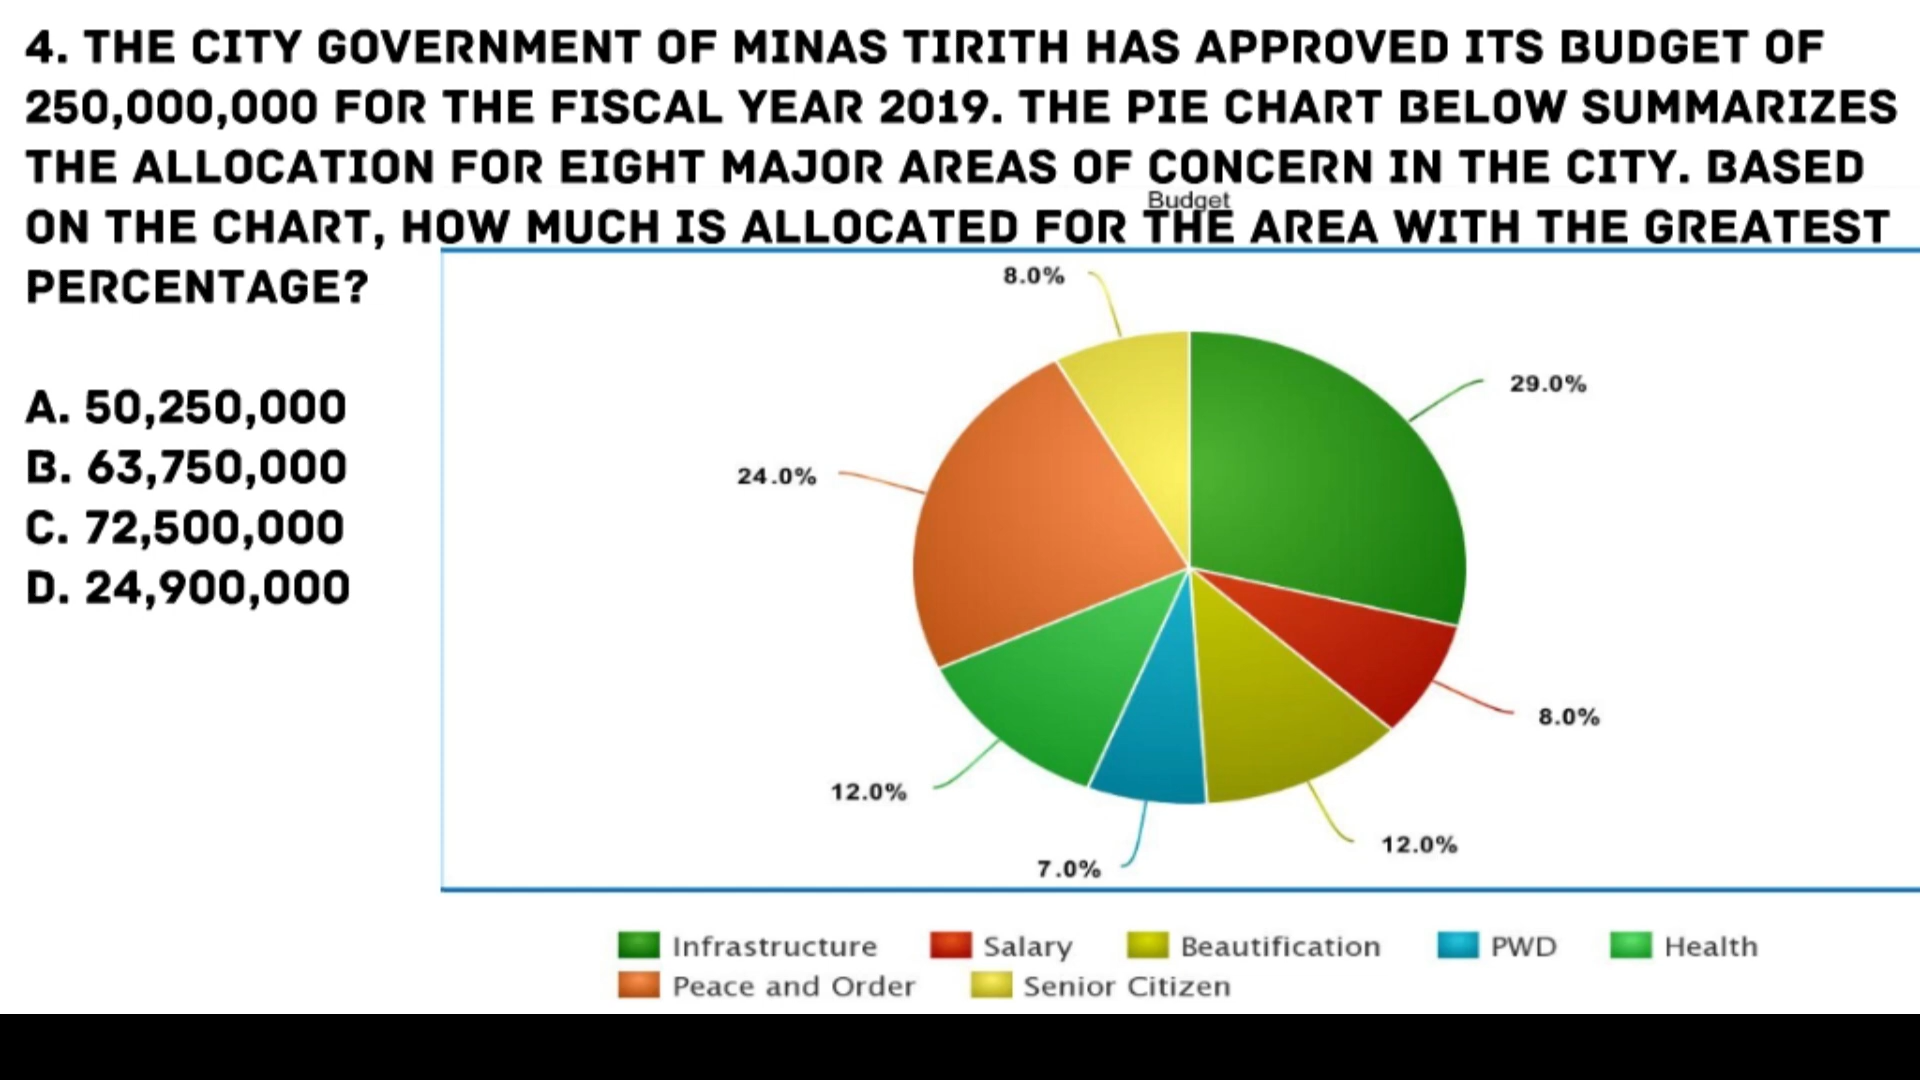 4. THE CITY GOVERNMENT OF MINAS TIRITH HAS APPROVED ITS BUDGET OF
250,000,000 FOR THE FISCAL YEAR 2019. THE PIE CHART BELOW SUMMARIZES
THE ALLOCATION FOR EIGHT MAJOR AREAS OF CONCERN IN THE CITY. BASED
ON THE CHART, HOW MUCH IS ALLOCATED FOR THE AREA WITH THE GREATEST
PERCENTAGE?
A. 50,250,000
B. 63,750,000
C. 72,500,000
D. 24,900,000
Budget
8.0%
29.0%
24.0%
8.0%
12.0%
12.0%
7.0%
Infrastructure Salary Beautification PWD Health
Peace and Order Senior Citizen